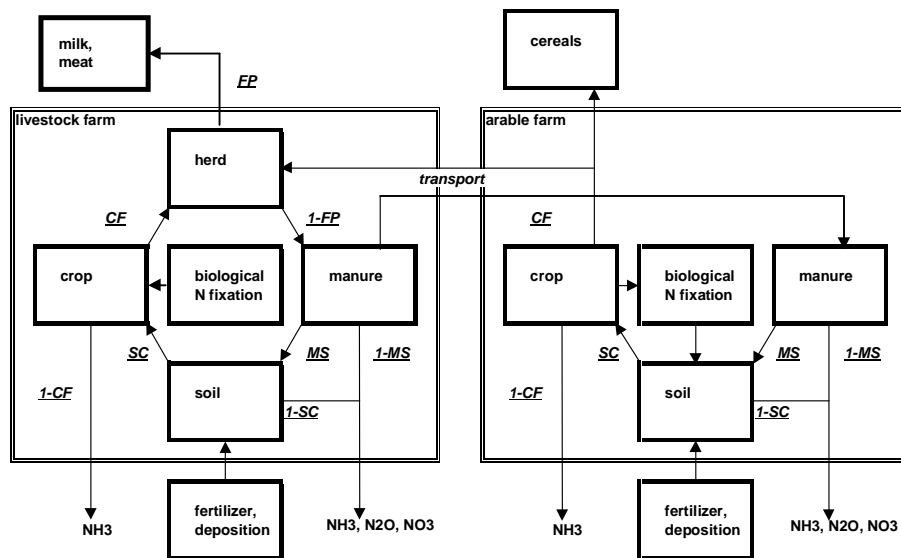 milk,
meat
cereals
FP
livestock farm
arable farm
herd
transport
CF
1-FP
CF
crop
biological
N fixation
manure
crop
biological
N fixation
manure
SC
MS
1-MS
SC
MS
1-MS
1-CF
soil
1-SC
1-CF
soil
1-SC
fertilizer,
deposition
fertilizer,
deposition
NH3
NH3, N2O, NO3
NH3
NH3, N2O, NO3